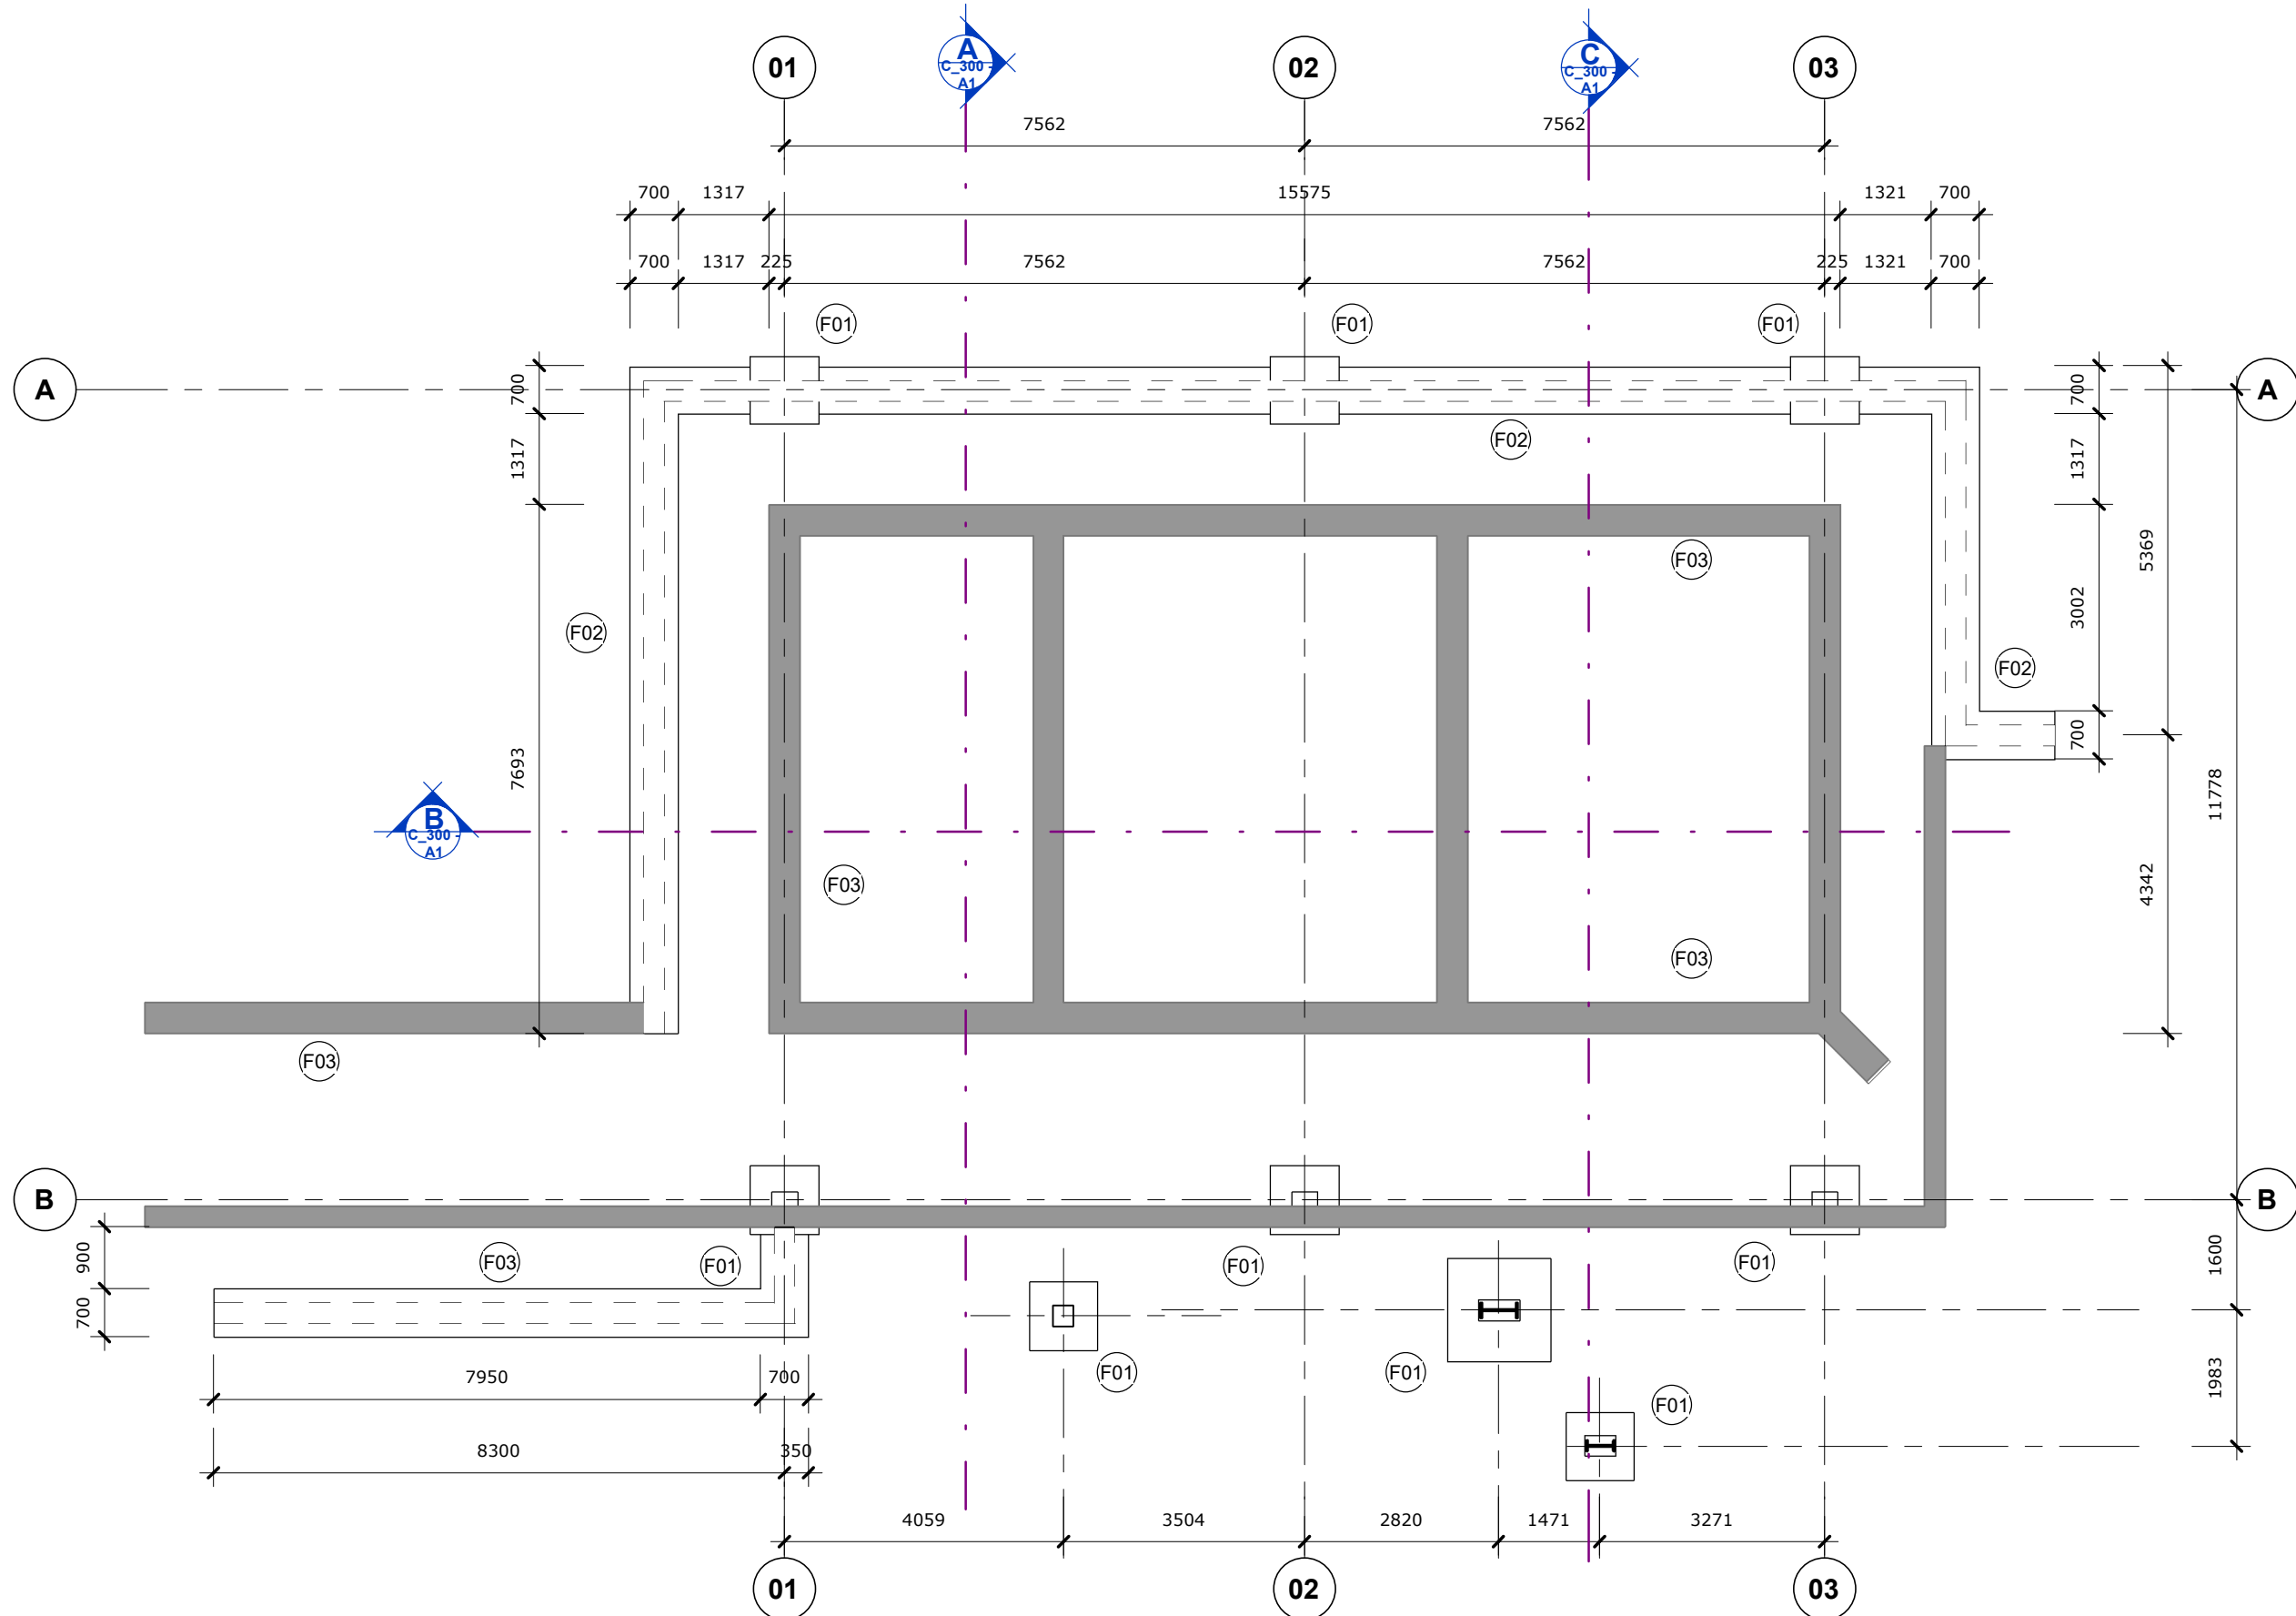 01
A
C_300 -
A1
02
C
C_300 -
A1
03
7562
7562
700
1317
15575
1321
700
700
1317
225
7562
7562
225
1321
700
F01
F01
F01
A
700
700
A
F02
1317
1317
F03
5369
3002
F02
F02
700
7693
11778
B
C_300 -
A1
4342
F03
F03
F03
B
B
900
F03
F01
F01
F01
1600
700
7950
700
F01
F01
1983
F01
8300
350
4059
3504
2820
1471
3271
01
02
03